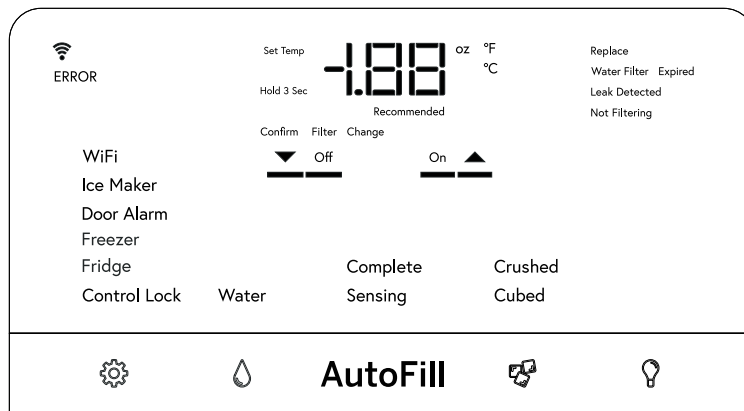 Set Temp -1.88 oz °F Replace
ERROR °C Water Filter Expired
Hold 3 Sec Leak Detected
Recommended Not Filtering
Confirm Filter Change
WiFi Off On
Ice Maker
Door Alarm
Freezer
Fridge Complete Crushed
Control Lock Water Sensing Cubed
AutoFill